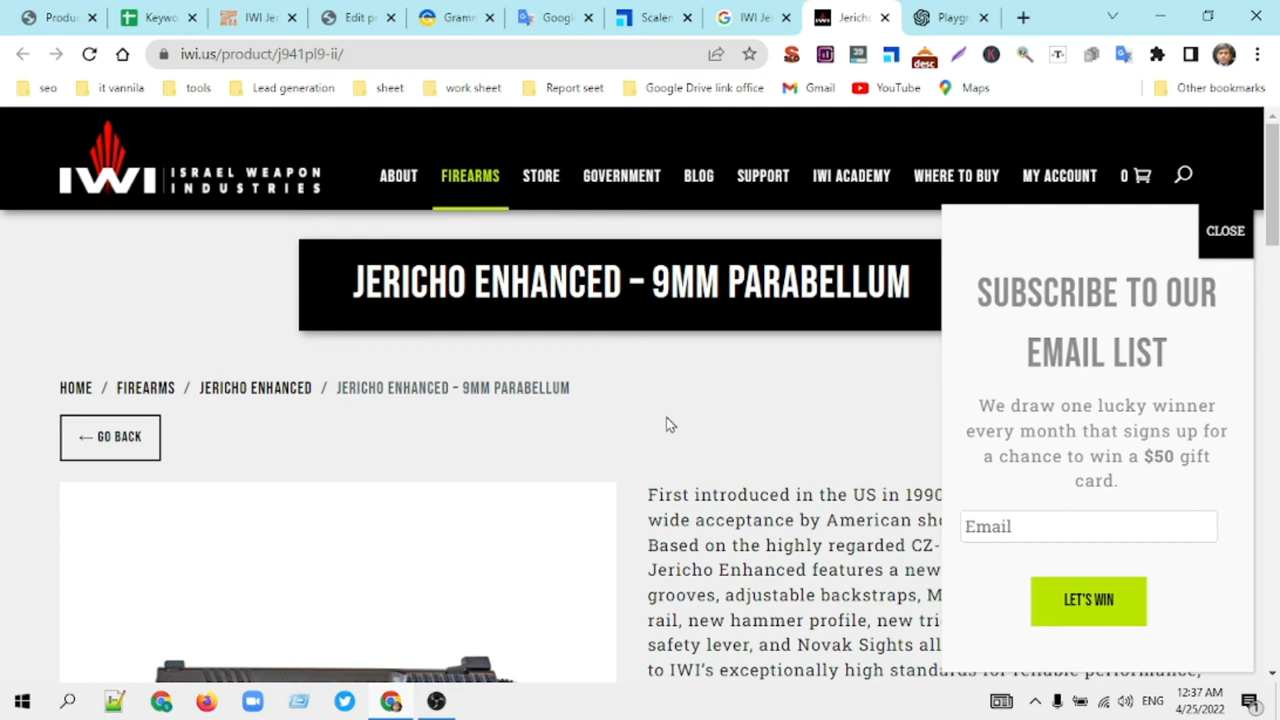 Produ
Keywo
IWI Je
Edit p
Gram
Googl
Scalen
IWI Je
Jerich
Playgr
iwi.us/product/j941pl9-ii/
desc
seo
it vannila
tools
Lead generation
sheet
work sheet
Report seet
Google Drive link office
Gmail
YouTube
Maps
Other bookmarks
IWI ISRAEL WEAPON
INDUSTRIES
ABOUT
FIREARMS
STORE
GOVERNMENT
BLOG
SUPPORT
IWI ACADEMY
WHERE TO BUY
MY ACCOUNT
0
CLOSE
JERICHO ENHANCED – 9MM PARABELLUM
SUBSCRIBE TO OUR
EMAIL LIST
We draw one lucky winner
every month that signs up for
a chance to win a $50 gift
card.
Email
LET'S WIN
HOME / FIREARMS / JERICHO ENHANCED / JERICHO ENHANCED – 9MM PARABELLUM
← GO BACK
First introduced in the US in 1990
wide acceptance by American sho
Based on the highly regarded CZ-
Jericho Enhanced features a new
grooves, adjustable backstraps, M
rail, new hammer profile, new tri
safety lever, and Novak Sights all
to IWI's exceptionally high standards for reliable performance,
ENG
12:37 AM
4/25/2022